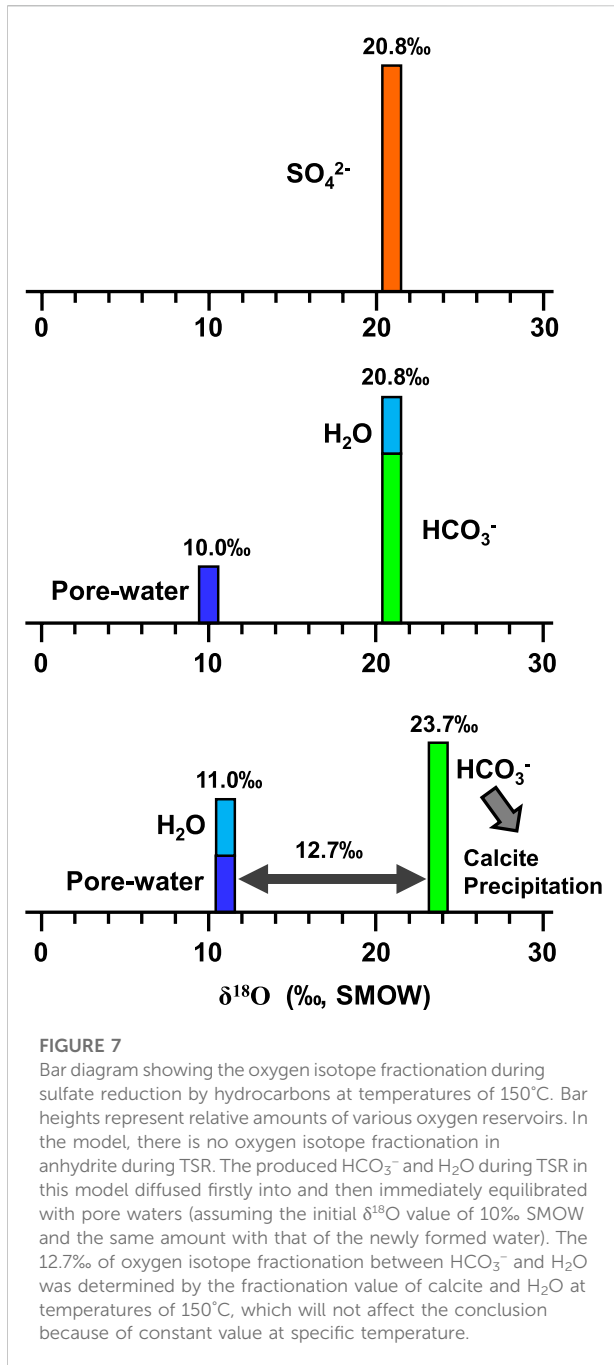 20.8‰
SO₄²⁻
0 10 20 30
20.8‰
H₂O
HCO₃⁻
10.0‰
Pore-water
0 10 20 30
23.7‰
HCO₃⁻
11.0‰
H₂O
12.7‰
Pore-water
Calcite
Precipitation
0 10 20 30
δ¹⁸O (‰, SMOW)
FIGURE 7
Bar diagram showing the oxygen isotope fractionation during
sulfate reduction by hydrocarbons at temperatures of 150°C. Bar
heights represent relative amounts of various oxygen reservoirs. In
the model, there is no oxygen isotope fractionation in
anhydrite during TSR. The produced HCO₃⁻ and H₂O during TSR in
this model diffused firstly into and then immediately equilibrated
with pore waters (assuming the initial δ¹⁸O value of 10‰ SMOW
and the same amount with that of the newly formed water). The
12.7‰ of oxygen isotope fractionation between HCO₃⁻ and H₂O
was determined by the fractionation value of calcite and H₂O at
temperatures of 150°C, which will not affect the conclusion
because of constant value at specific temperature.